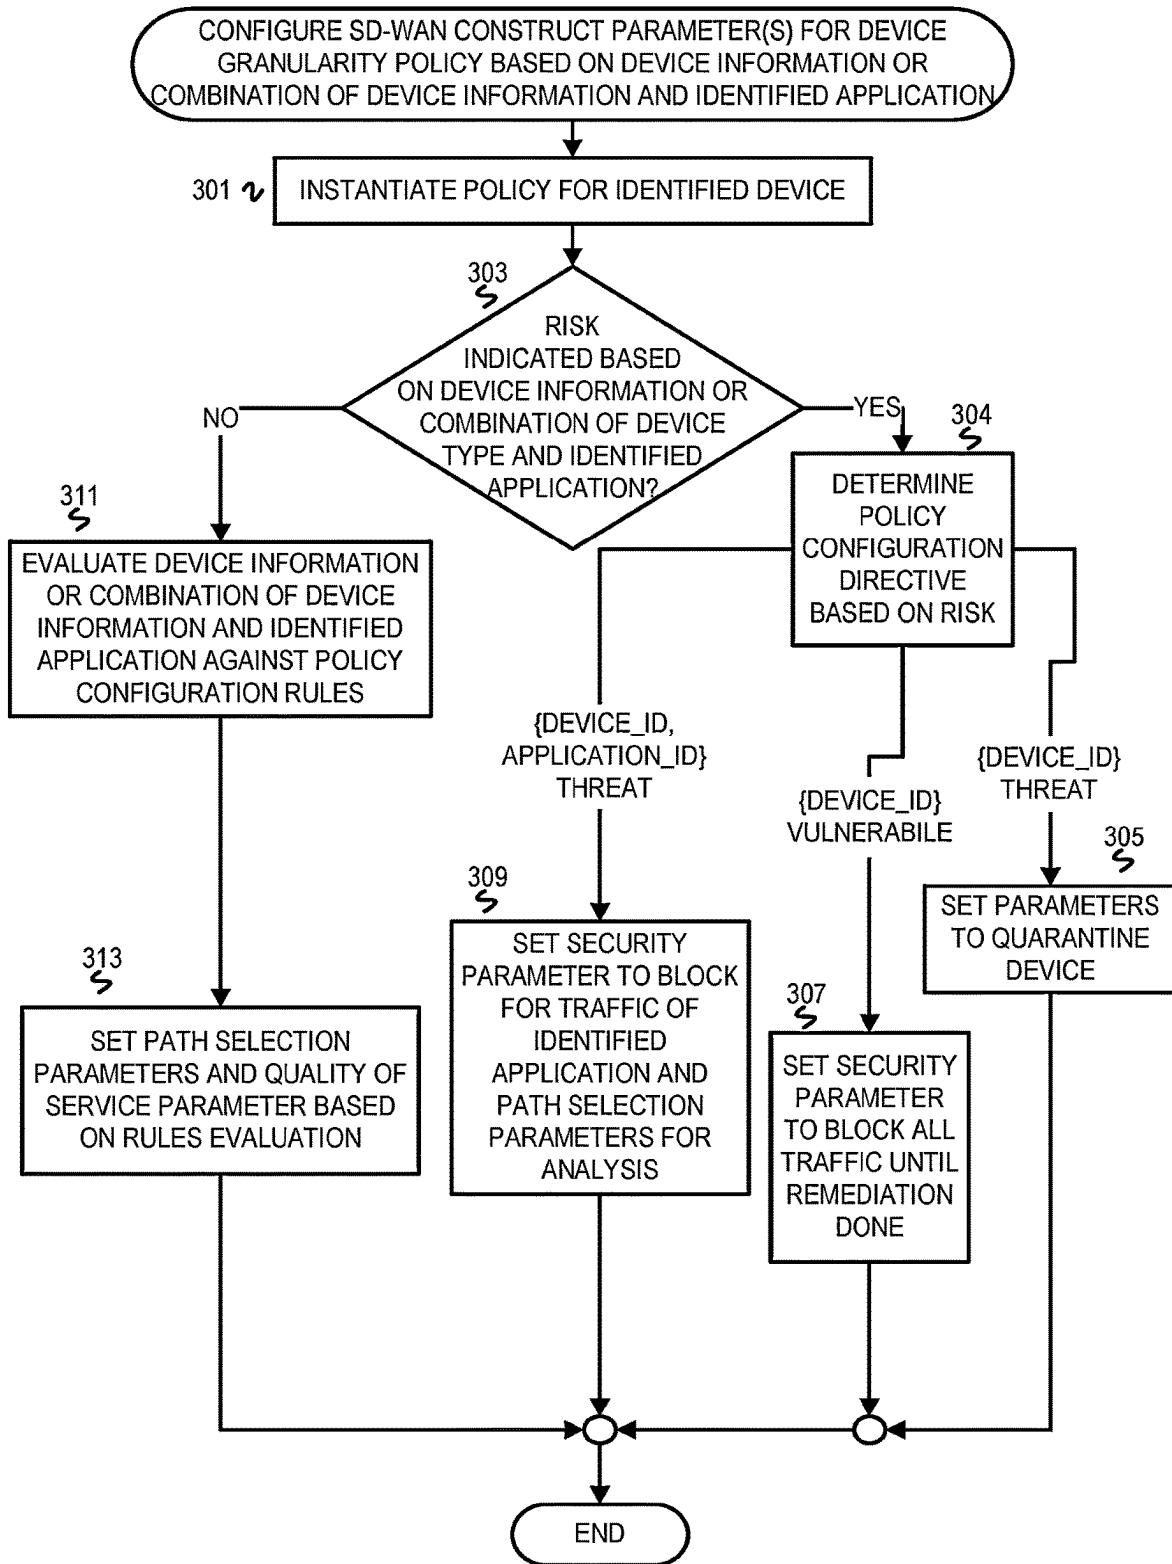 CONFIGURE SD-WAN CONSTRUCT PARAMETER(S) FOR DEVICE
GRANULARITY POLICY BASED ON DEVICE INFORMATION OR
COMBINATION OF DEVICE INFORMATION AND IDENTIFIED APPLICATION
301
INSTANTIATE POLICY FOR IDENTIFIED DEVICE
303
RISK
INDICATED BASED
ON DEVICE INFORMATION OR
COMBINATION OF DEVICE
TYPE AND IDENTIFIED
APPLICATION?
NO
YES
304
DETERMINE
POLICY
CONFIGURATION
DIRECTIVE
BASED ON RISK
311
EVALUATE DEVICE INFORMATION
OR COMBINATION OF DEVICE
INFORMATION AND IDENTIFIED
APPLICATION AGAINST POLICY
CONFIGURATION RULES
{DEVICE_ID,
APPLICATION_ID}
THREAT
{DEVICE_ID}
VULNERABILE
{DEVICE_ID}
THREAT
305
SET PARAMETERS
TO QUARANTINE
DEVICE
309
SET SECURITY
PARAMETER TO BLOCK
FOR TRAFFIC OF
IDENTIFIED
APPLICATION AND
PATH SELECTION
PARAMETERS FOR
ANALYSIS
307
SET SECURITY
PARAMETER
TO BLOCK ALL
TRAFFIC UNTIL
REMEDIATION
DONE
313
SET PATH SELECTION
PARAMETERS AND QUALITY OF
SERVICE PARAMETER BASED
ON RULES EVALUATION
END